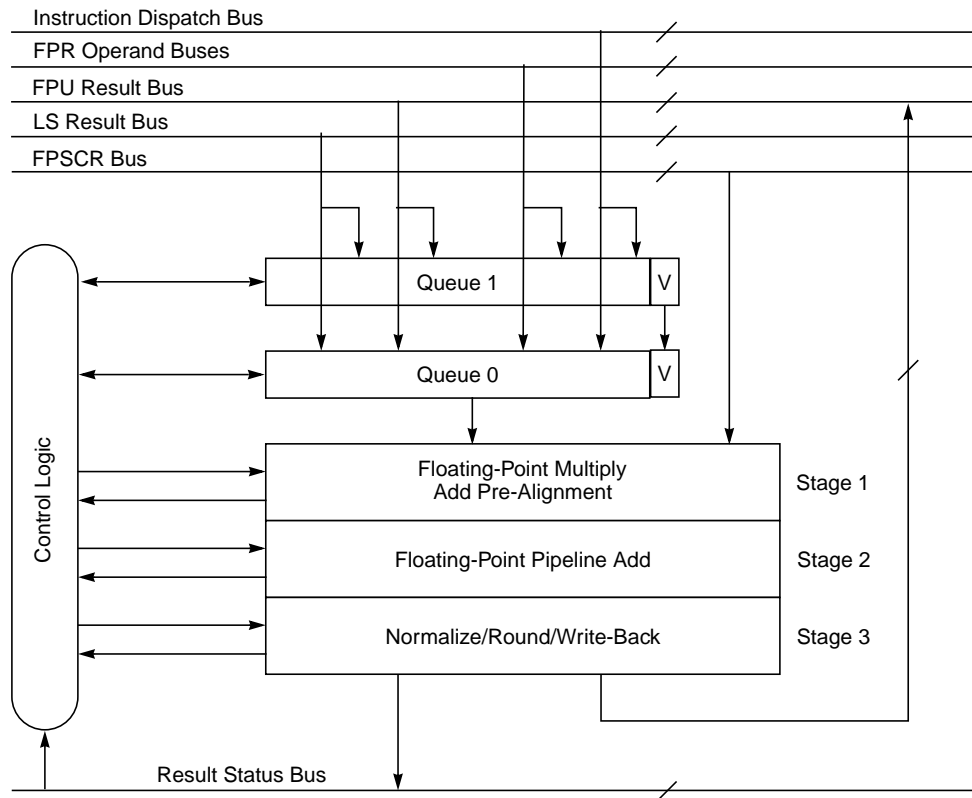 Instruction Dispatch Bus
FPR Operand Buses
FPU Result Bus
LS Result Bus
FPSCR Bus
Queue 1
V
Queue 0
V
Control Logic
Floating-Point Multiply
Add Pre-Alignment
Stage 1
Floating-Point Pipeline Add
Stage 2
Normalize/Round/Write-Back
Stage 3
Result Status Bus